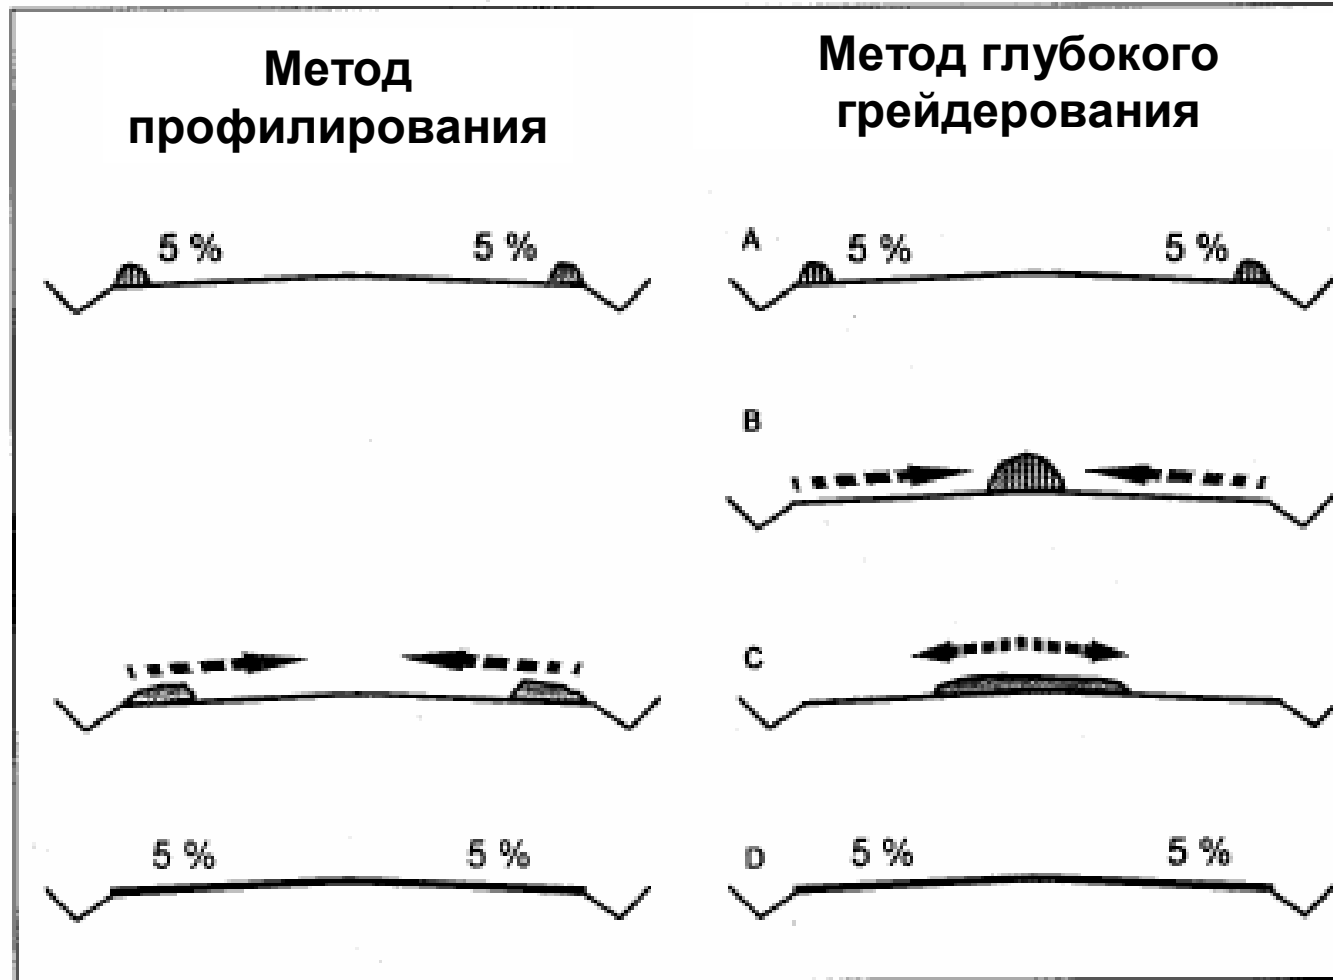 Метод
профилирования
Метод глубокого
грейдерования
5 % 5 %
A 5 % 5 %
B
C
5 % 5 %
D 5 % 5 %